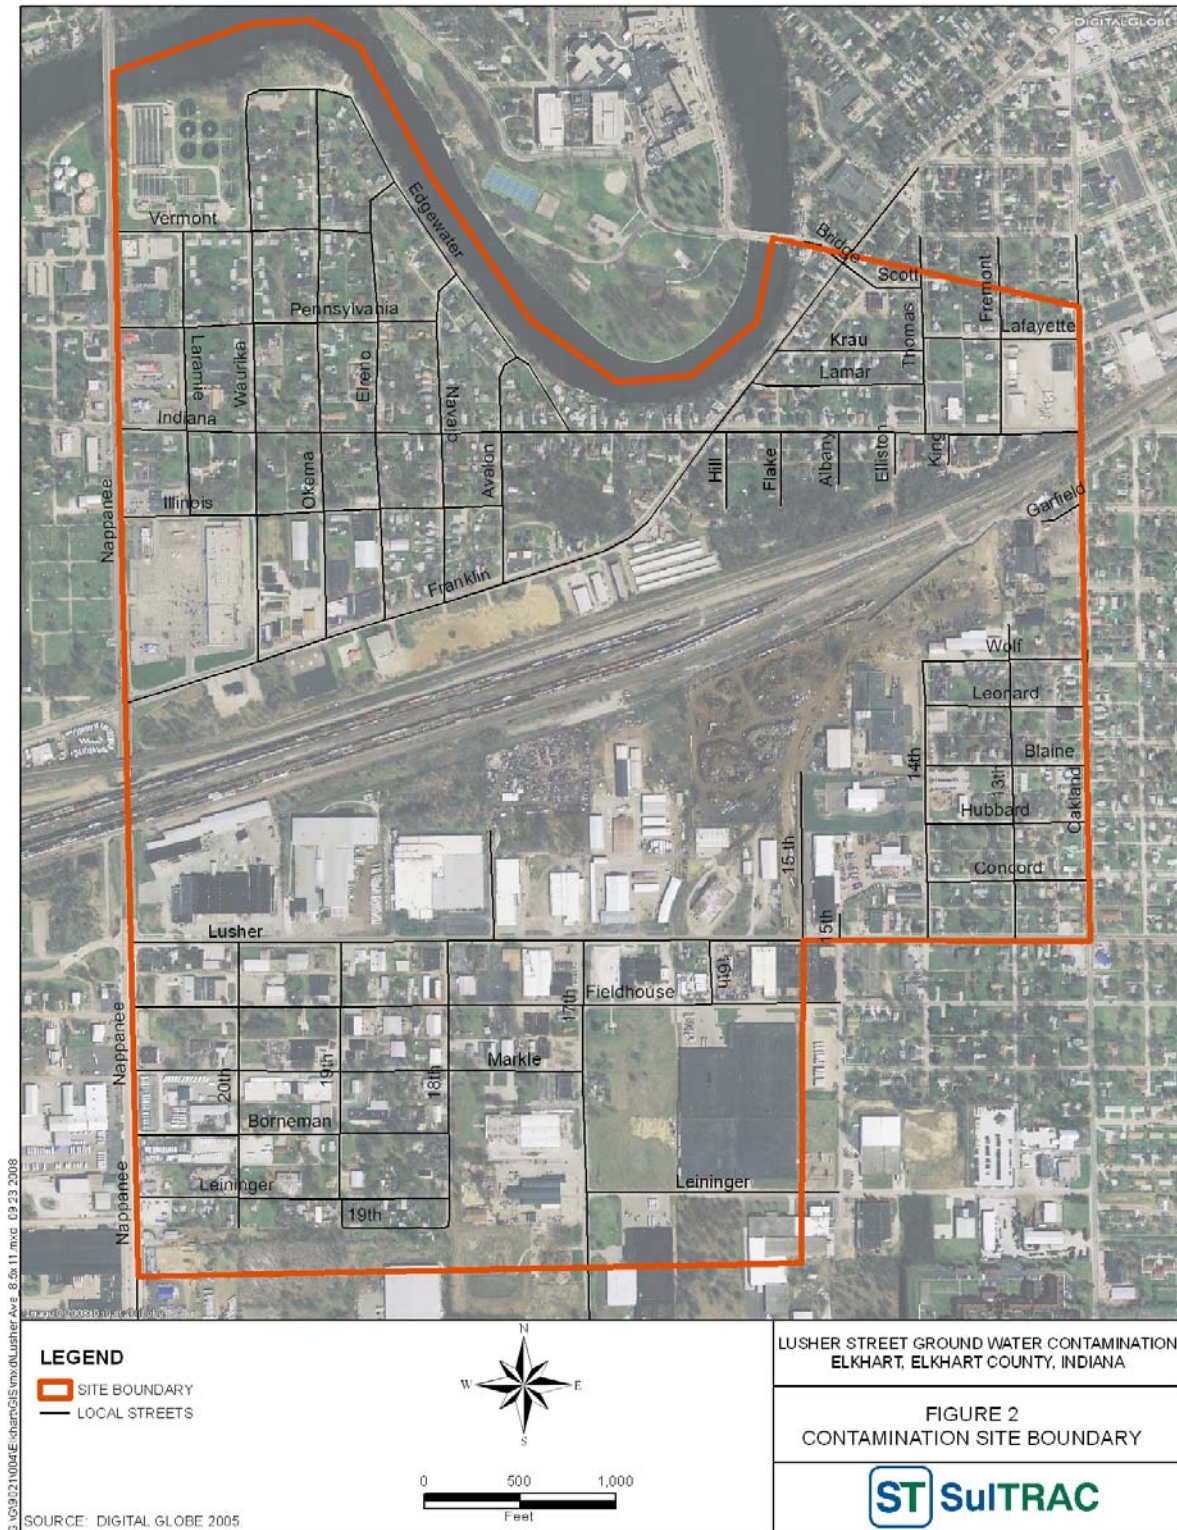 DIGITALGLOBE
Edgewater
Vermont
Bridge
Scott
Fremont
Pennsylvania
Thomas
Lafayette
Laramie
Waurika
Elreno
Navajo
Krau
Lamar
Indiana
Okema
Avalon
Hill
Flake
Albany
Elliston
King
Illinois
Nappanee
Garfield
Franklin
Wolf
Leonard
14th
Blaine
13th
Oakland
Hubbard
15th
Concord
Lusher
15th
16th
Fieldhouse
17th
Nappanee
Markle
20th
19th
18th
Borneman
Nappanee
Leininger
Leininger
19th
LEGEND
SITE BOUNDARY
LOCAL STREETS
SOURCE: DIGITAL GLOBE 2005.
N
W E
S
0 500 1,000
Feet
LUSHER STREET GROUND WATER CONTAMINATION
ELKHART, ELKHART COUNTY, INDIANA
FIGURE 2
CONTAMINATION SITE BOUNDARY
ST SulTRAC